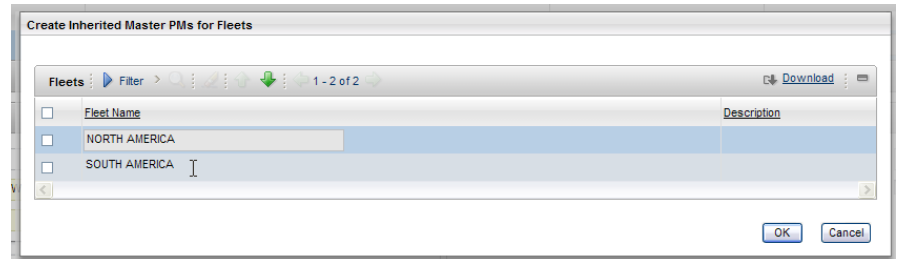 Create Inherited Master PMs for Fleets
Fleets Filter 1 - 2 of 2 Download
Fleet Name Description
NORTH AMERICA
SOUTH AMERICA
OK Cancel